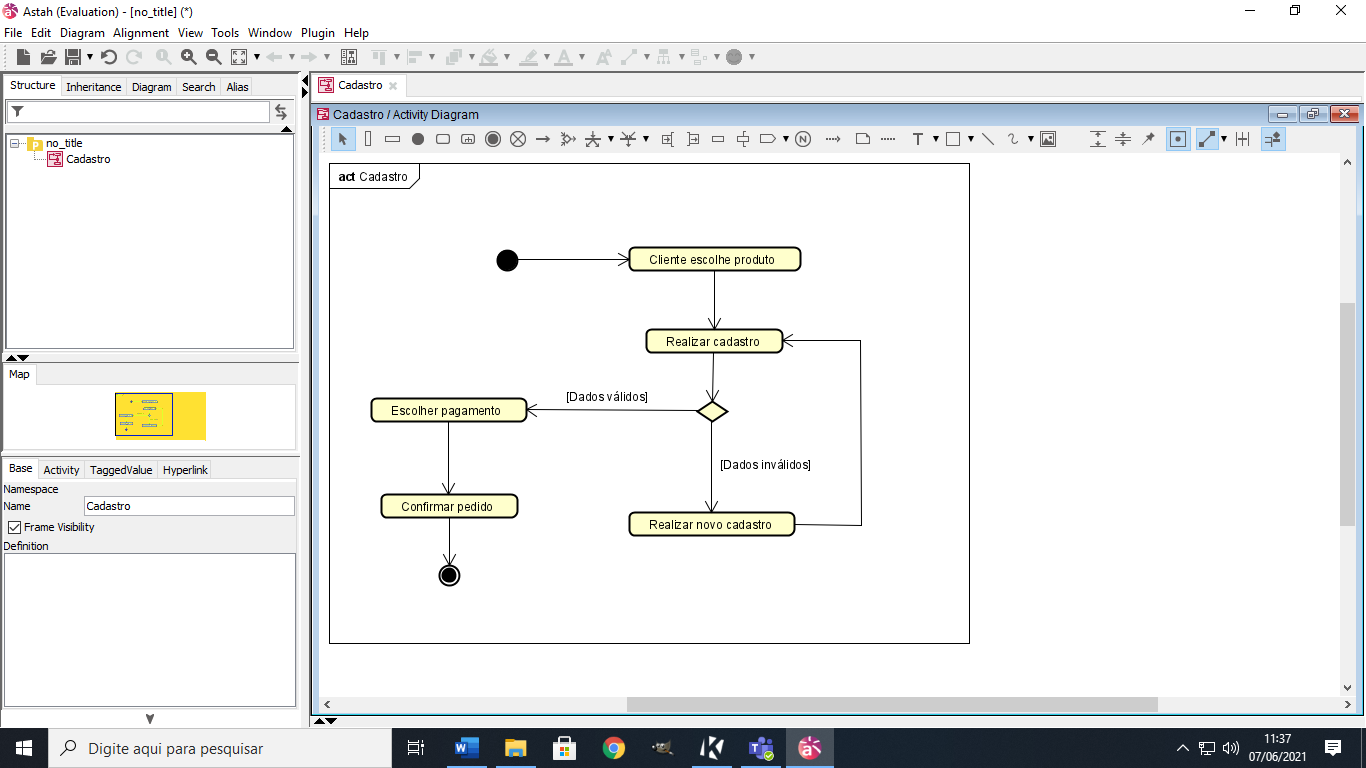 Astah (Evaluation) - [no_title] (*)
File Edit Diagram Alignment View Tools Window Plugin Help
Structure Inheritance Diagram Search Alias
no_title
Cadastro
Map
Base Activity TaggedValue Hyperlink
Namespace
Name Cadastro
Frame Visibility
Definition
Cadastro
Cadastro / Activity Diagram
act Cadastro
Cliente escolhe produto
Realizar cadastro
[Dados válidos]
Escolher pagamento
[Dados inválidos]
Confirmar pedido
Realizar novo cadastro
Digite aqui para pesquisar
11:37
07/06/2021